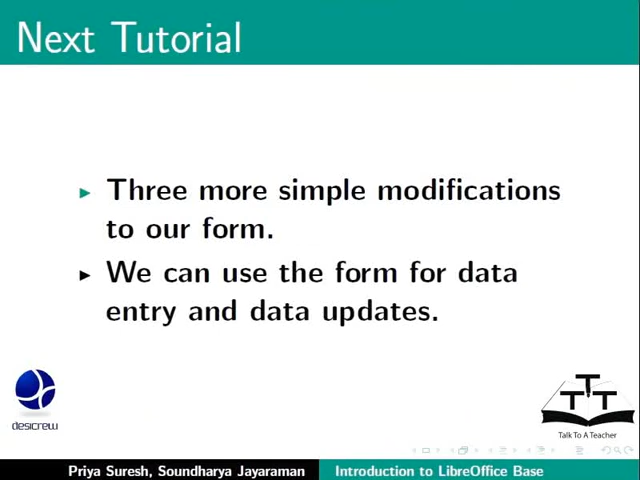 Next Tutorial
Three more simple modifications
to our form.
We can use the form for data
entry and data updates.
desicrew
T
T T
Talk To A Teacher
Priya Suresh, Soundharya Jayaraman Introduction to LibreOffice Base